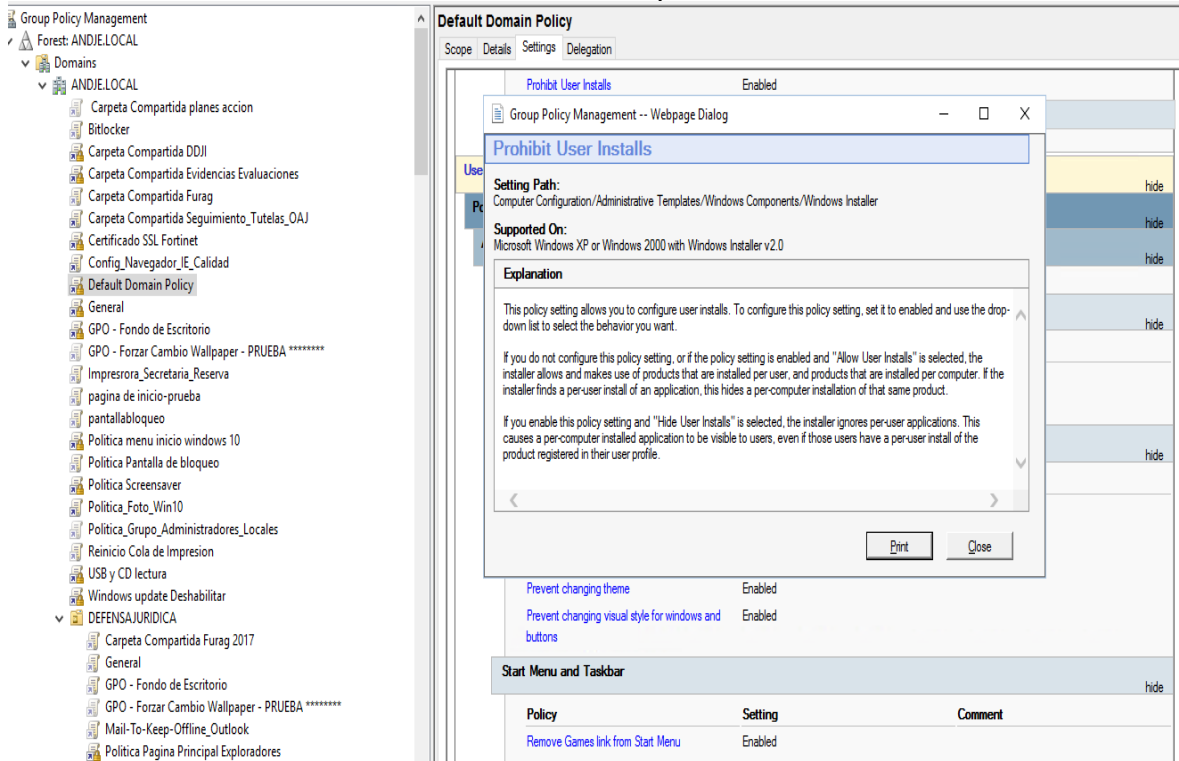 Group Policy Management
Forest: ANDJE.LOCAL
Domains
ANDJE.LOCAL
Carpeta Compartida planes accion
Bitlocker
Carpeta Compartida DDJI
Carpeta Compartida Evidencias Evaluaciones
Carpeta Compartida Furag
Carpeta Compartida Seguimiento_Tutelas_OAJ
Certificado SSL Fortinet
Config_Navegador_IE_Calidad
Default Domain Policy
General
GPO - Fondo de Escritorio
GPO - Forzar Cambio Wallpaper - PRUEBA ********
Impresrora_Secretaria_Reserva
pagina de inicio-prueba
pantallabloqueo
Politica menu inicio windows 10
Politica Pantalla de bloqueo
Politica Screensaver
Politica_Foto_Win10
Politica_Grupo_Administradores_Locales
Reinicio Cola de Impresion
USB y CD lectura
Windows update Deshabilitar
DEFENSAJURIDICA
Carpeta Compartida Furag 2017
General
GPO - Fondo de Escritorio
GPO - Forzar Cambio Wallpaper - PRUEBA ********
Mail-To-Keep-Offline_Outlook
Politica Pagina Principal Exploradores
Default Domain Policy
Scope Details Settings Delegation
Prohibit User Installs Enabled
Group Policy Management -- Webpage Dialog
Prohibit User Installs
Setting Path:
Computer Configuration/Administrative Templates/Windows Components/Windows Installer
Supported On:
Microsoft Windows XP or Windows 2000 with Windows Installer v2.0
Explanation
This policy setting allows you to configure user installs. To configure this policy setting, set it to enabled and use the drop-
down list to select the behavior you want.
If you do not configure this policy setting, or if the policy setting is enabled and "Allow User Installs" is selected, the
installer allows and makes use of products that are installed per user, and products that are installed per computer. If the
installer finds a per-user install of an application, this hides a per-computer installation of that same product.
If you enable this policy setting and "Hide User Installs" is selected, the installer ignores per-user applications. This
causes a per-computer installed application to be visible to users, even if those users have a per-user install of the
product registered in their user profile.
Print Close
hide
hide
hide
hide
hide
Prevent changing theme Enabled
Prevent changing visual style for windows and Enabled
buttons
Start Menu and Taskbar
hide
Policy Setting Comment
Remove Games link from Start Menu Enabled